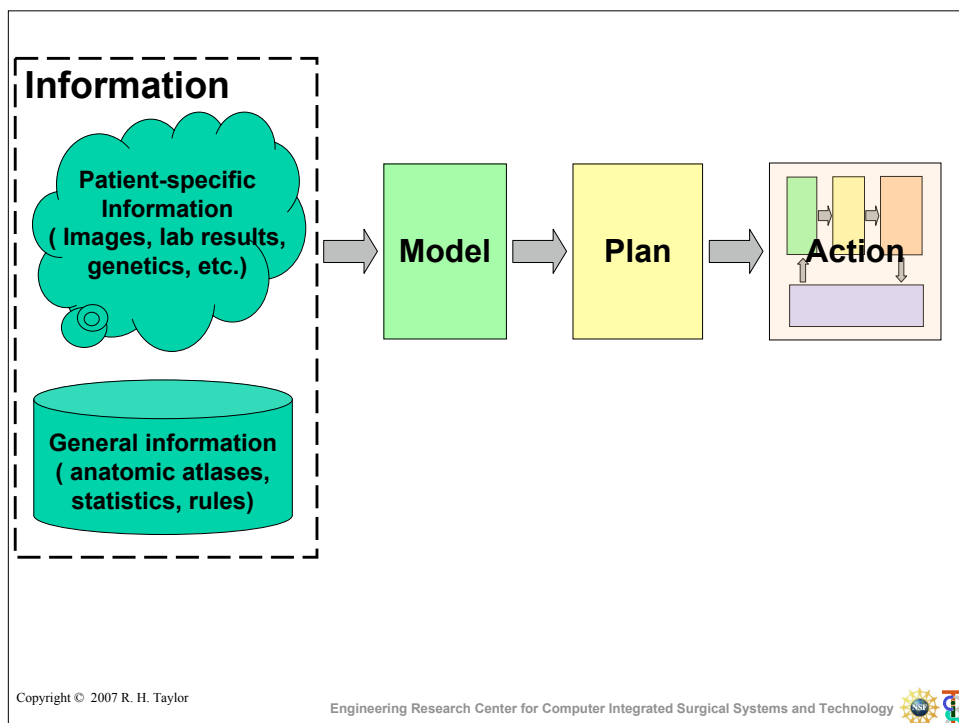 Information
Patient-specific
Information
( Images, lab results,
genetics, etc.)
General information
( anatomic atlases,
statistics, rules)
Model
Plan
Action
Copyright © 2007 R. H. Taylor
Engineering Research Center for Computer Integrated Surgical Systems and Technology
NSF